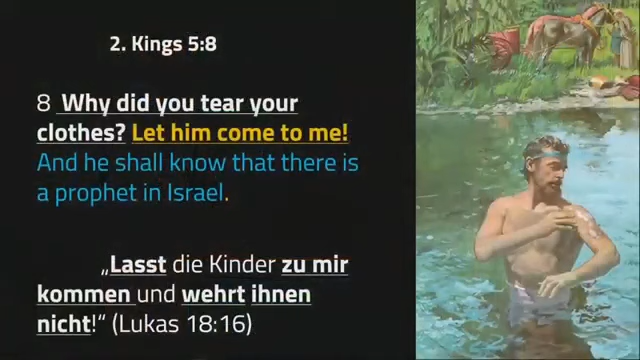 2. Kings 5:8
8 Why did you tear your
clothes? Let him come to me!
And he shall know that there is
a prophet in Israel.
„Lasst die Kinder zu mir
kommen und wehrt ihnen
nicht!“ (Lukas 18:16)